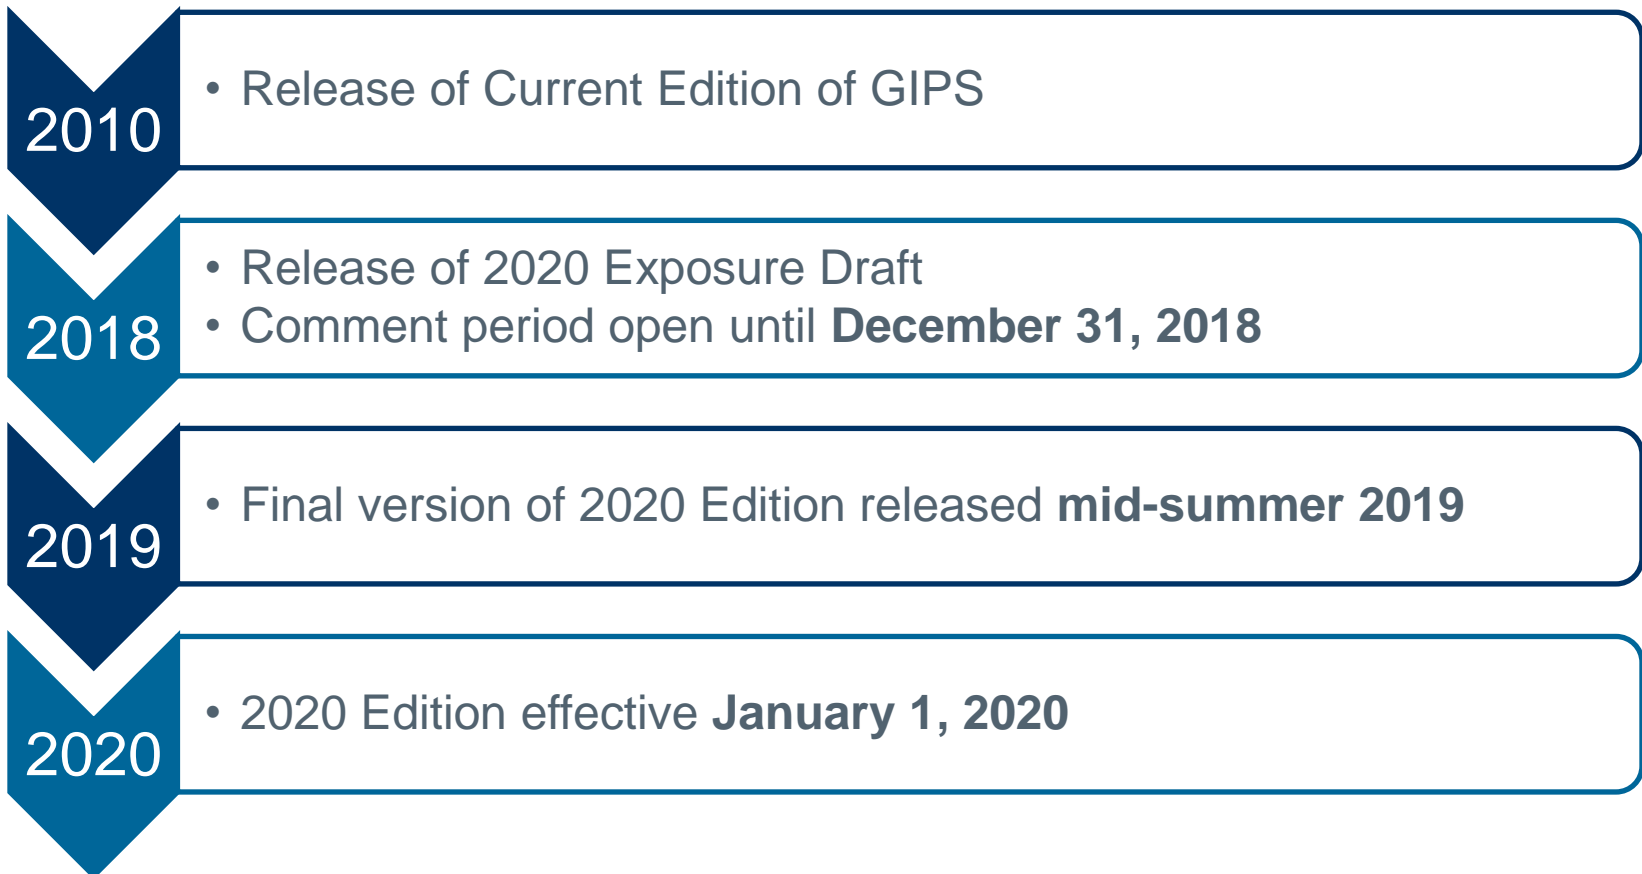 2010
• Release of Current Edition of GIPS
2018
• Release of 2020 Exposure Draft
• Comment period open until December 31, 2018
2019
• Final version of 2020 Edition released mid-summer 2019
2020
• 2020 Edition effective January 1, 2020